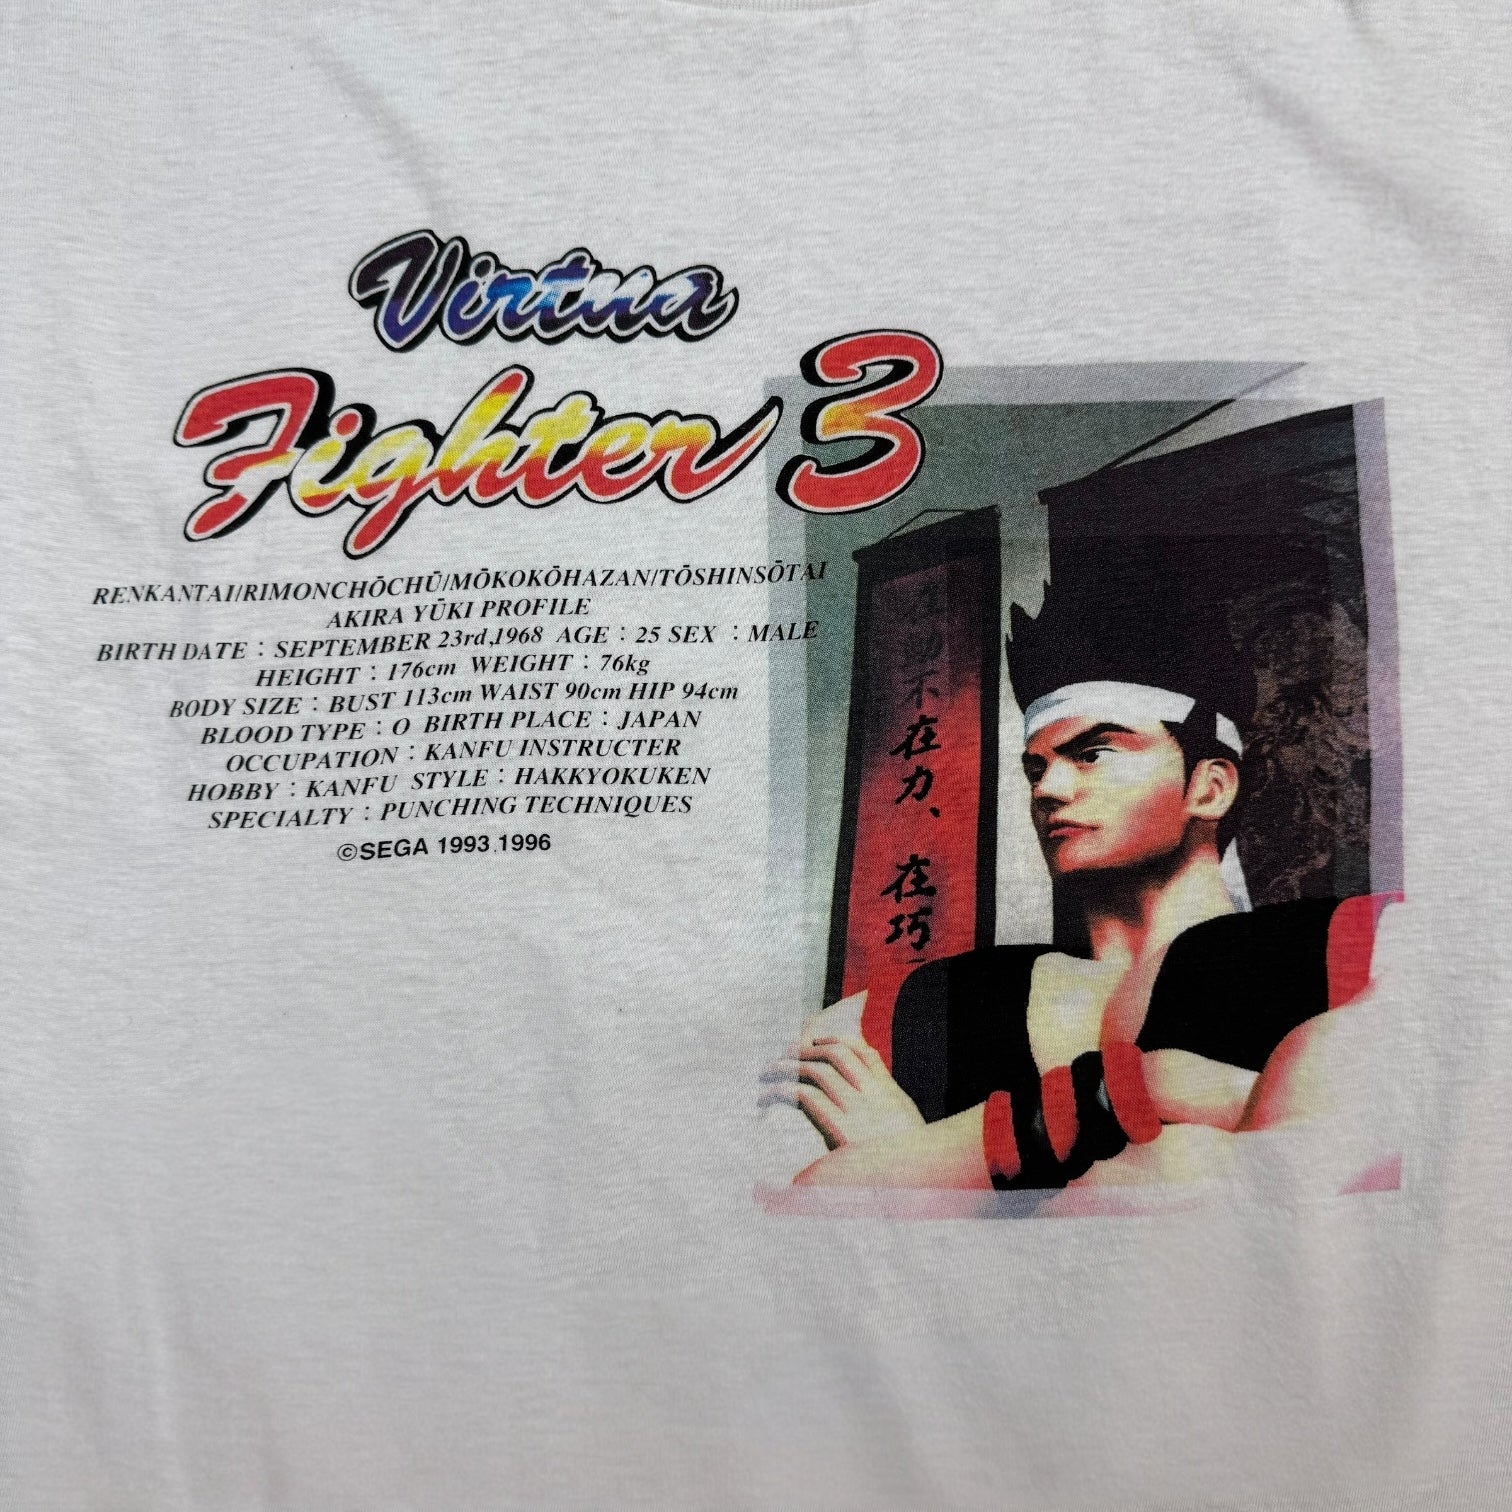 Virtua
Fighter 3
RENKANTAI/RIMONCHŌCHŪ/MŌKOKŌHAZAN/TŌSHINSŌTAI
AKIRA YŪKI PROFILE
BIRTH DATE : SEPTEMBER 23rd,1968 AGE : 25 SEX : MALE
HEIGHT : 176cm WEIGHT : 76kg
BODY SIZE : BUST 113cm WAIST 90cm HIP 94cm
BLOOD TYPE : O BIRTH PLACE : JAPAN
OCCUPATION : KANFU INSTRUCTER
HOBBY : KANFU STYLE : HAKKYOKUKEN
SPECIALTY : PUNCHING TECHNIQUES
©SEGA 1993,1996
不在力、在巧